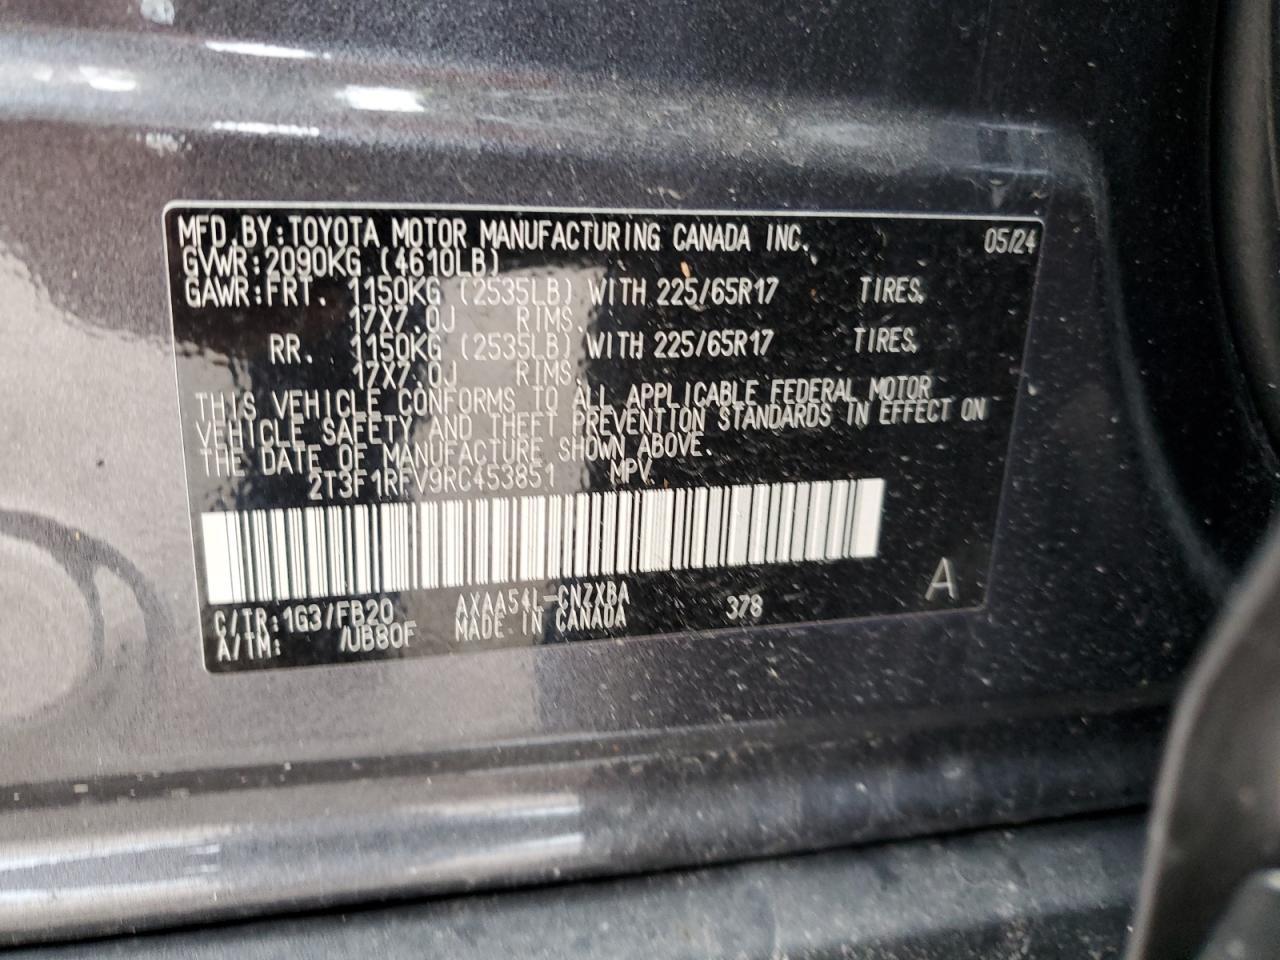 MFD.BY:TOYOTA MOTOR MANUFACTURING CANADA INC. 05/24
GVWR:2090KG (4610LB)
GAWR:FRT. 1150KG (2535LB) WITH 225/65R17 TIRES,
17X7.0J RIMS.
RR. 1150KG (2535LB) WITH 225/65R17 TIRES,
17X7.0J RIMS.
THIS VEHICLE CONFORMS TO ALL APPLICABLE FEDERAL MOTOR
VEHICLE SAFETY AND THEFT PREVENTION STANDARDS IN EFFECT ON
THE DATE OF MANUFACTURE SHOWN ABOVE.
2T3F1RFV9RC453851 MPV
C/TR:1G3/FB20 AXAA54L-CNZXBA 378 A
A/TM: /UB80F MADE IN CANADA